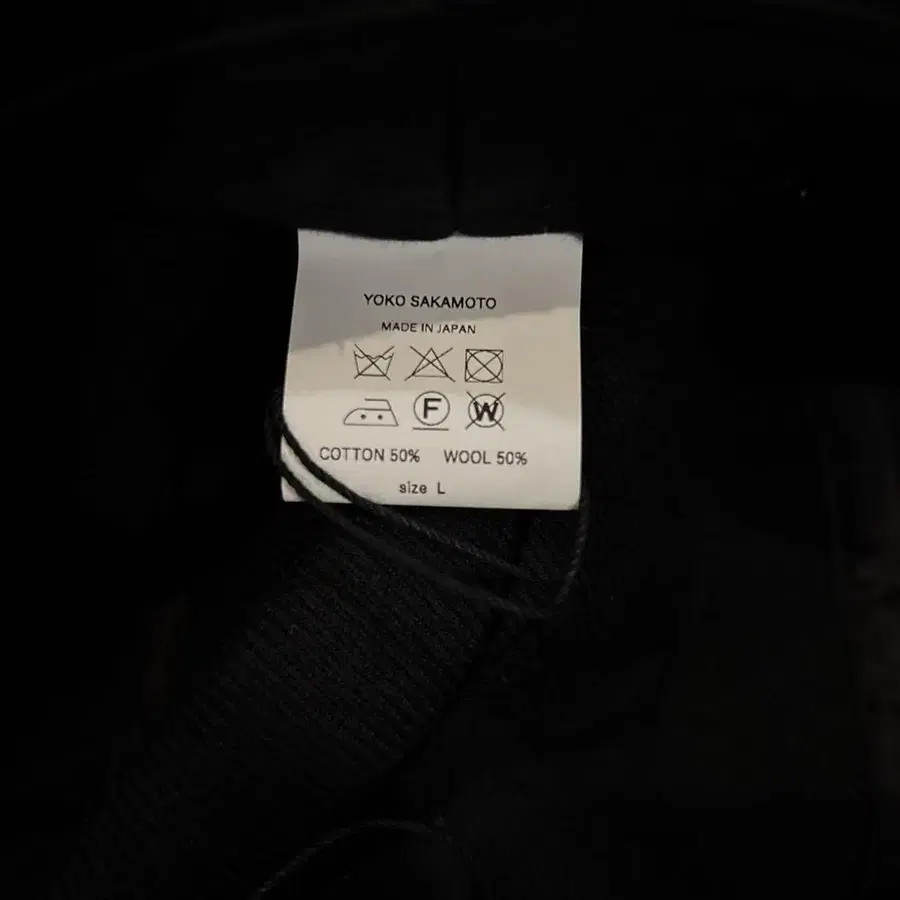 YOKO SAKAMOTO
MADE IN JAPAN
F W
COTTON 50% WOOL 50%
size L